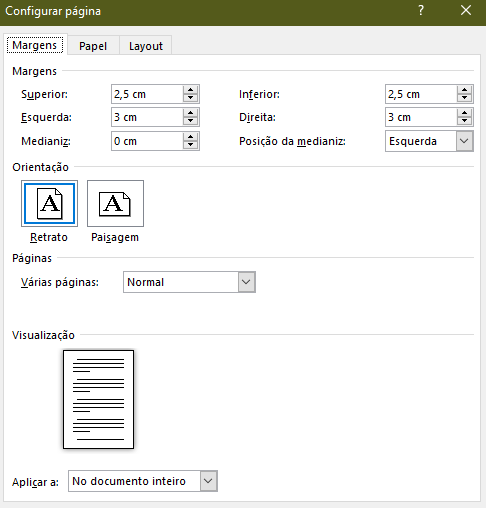 Configurar página ? ×
Margens Papel Layout
Margens
Superior: 2,5 cm Inferior: 2,5 cm
Esquerda: 3 cm Direita: 3 cm
Medianiz: 0 cm Posição da medianiz: Esquerda
Orientação
A A
Retrato Paisagem
Páginas
Várias páginas: Normal
Visualização
Aplicar a: No documento inteiro